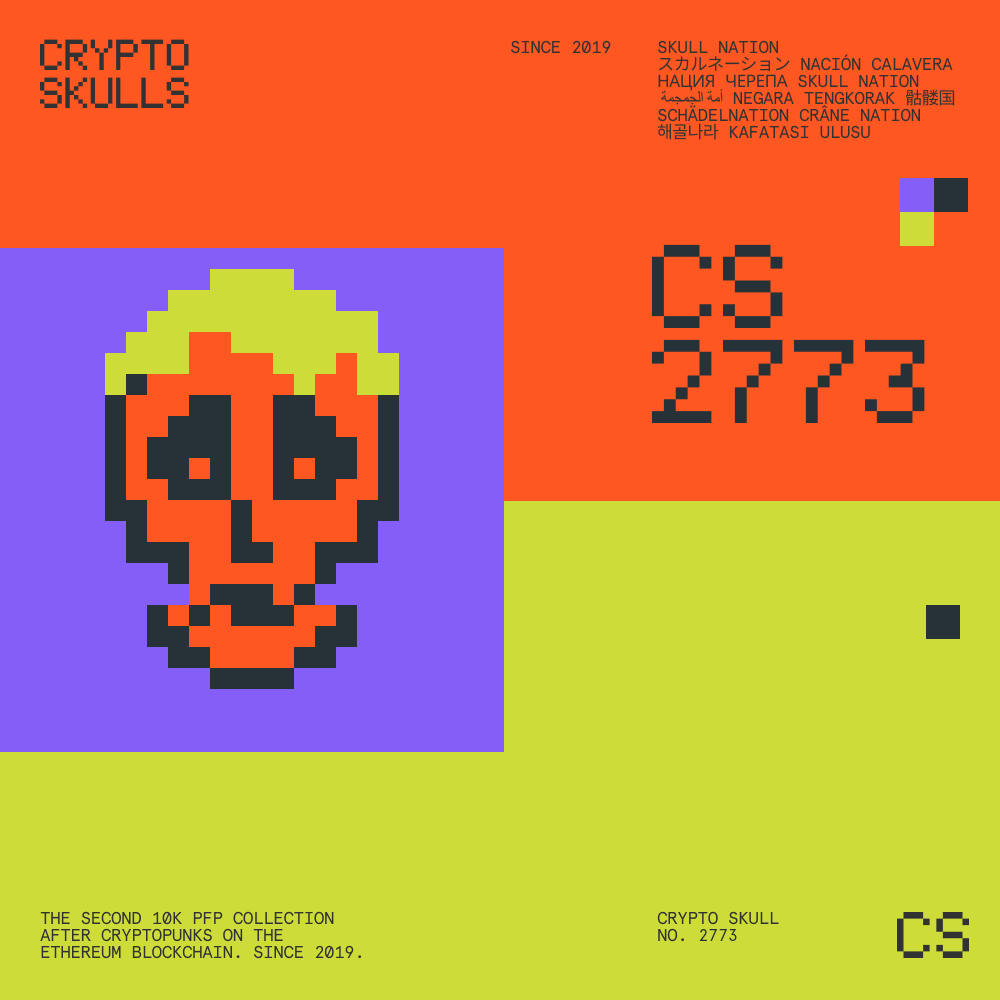 CRYPTO
SKULLS
SINCE 2019
SKULL NATION
スカルネーション NACIÓN CALAVERA
НАЦИЯ ЧЕРЕПА SKULL NATION
أمة الجمجمة NEGARA TENGKORAK 骷髅国
SCHÄDELNATION CRÂNE NATION
해골나라 KAFATASI ULUSU
CS
2773
THE SECOND 10K PFP COLLECTION
AFTER CRYPTOPUNKS ON THE
ETHEREUM BLOCKCHAIN. SINCE 2019.
CRYPTO SKULL
NO. 2773
CS